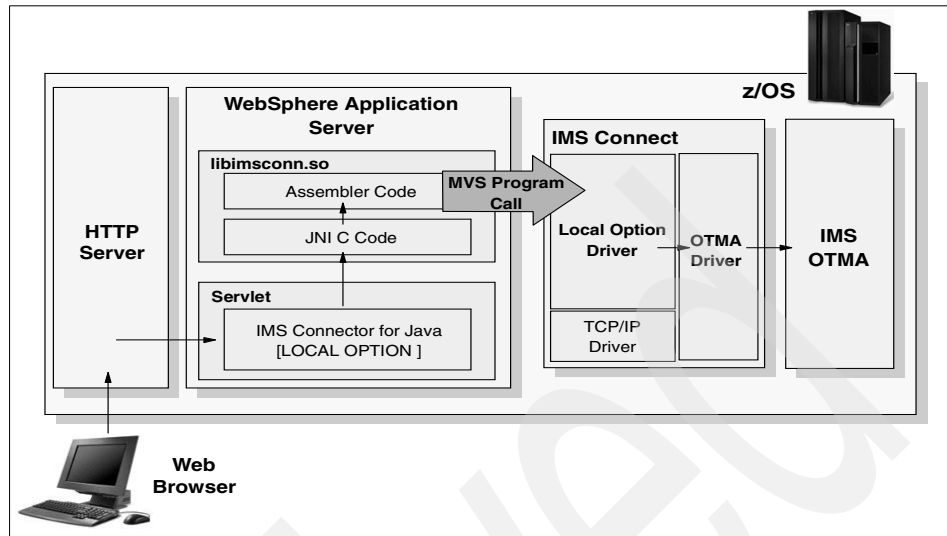 z/OS
WebSphere Application
Server
libimsconn.so
Assembler Code
JNI C Code
Servlet
IMS Connector for Java
[LOCAL OPTION ]
HTTP
Server
MVS Program
Call
IMS Connect
Local Option
Driver
OTMA
Driver
TCP/IP
Driver
IMS
OTMA
Web
Browser